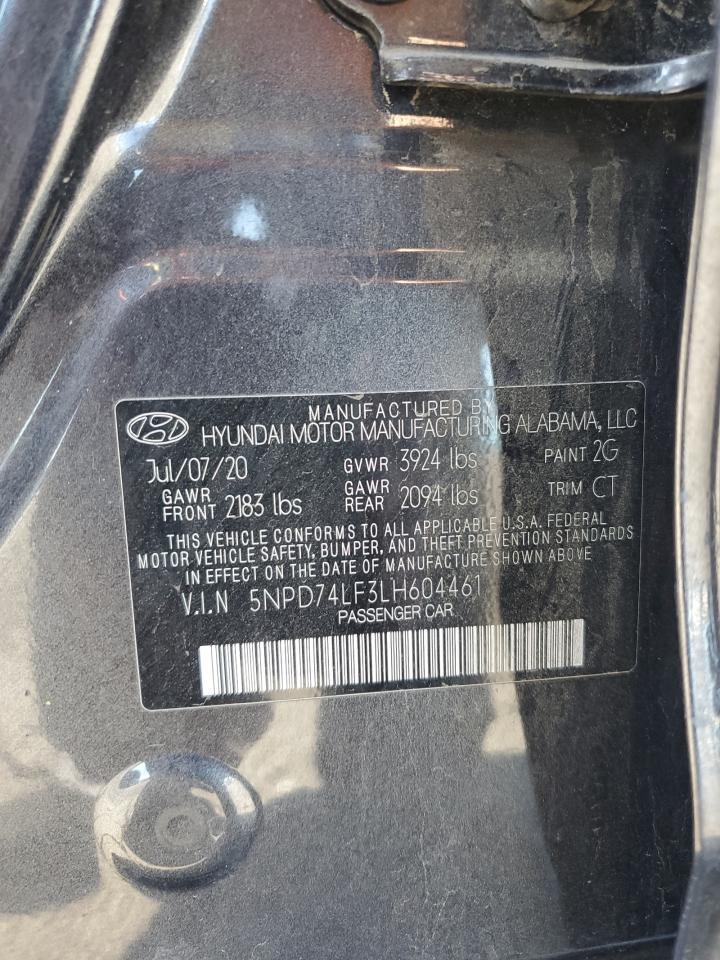 MANUFACTURED BY
HYUNDAI MOTOR MANUFACTURING ALABAMA, LLC
Jul/07/20 GVWR 3924 lbs PAINT 2G
GAWR FRONT 2183 lbs GAWR REAR 2094 lbs TRIM CT
THIS VEHICLE CONFORMS TO ALL APPLICABLE U.S.A. FEDERAL
MOTOR VEHICLE SAFETY, BUMPER, AND THEFT PREVENTION STANDARDS
IN EFFECT ON THE DATE OF MANUFACTURE SHOWN ABOVE
V.I.N 5NPD74LF3LH604461
PASSENGER CAR